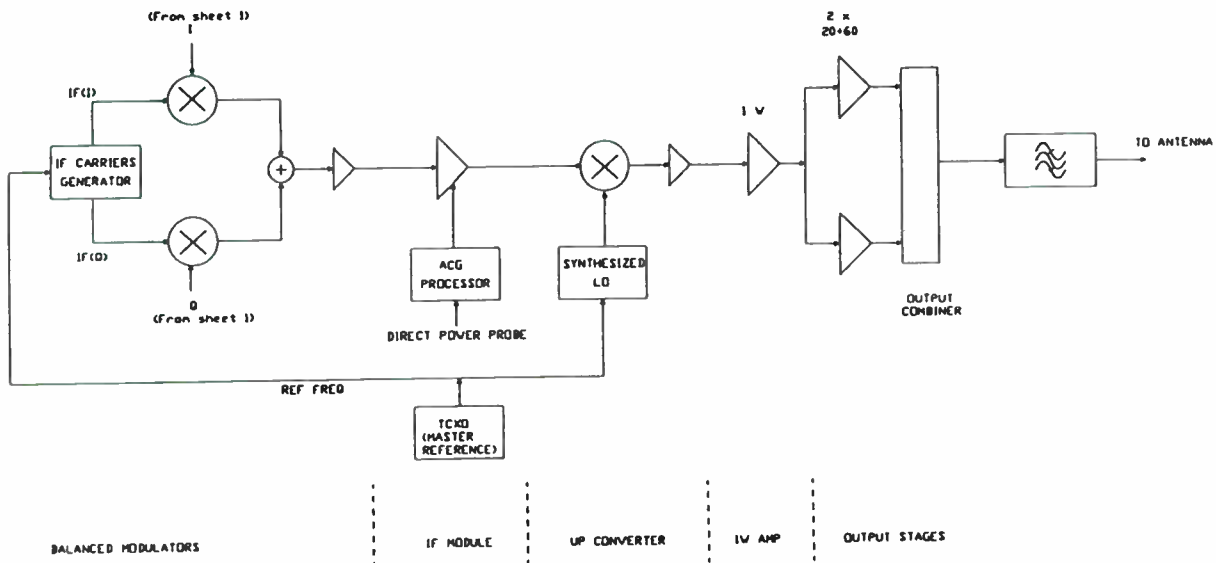 (From sheet 1)
I
2 x
20+60
IF(I)
1 W
IF CARRIERS
GENERATOR
TO ANTENNA
IF(Q)
ACG
PROCESSOR
SYNTHESIZED
LO
Q
(From sheet 1)
OUTPUT
COMBINER
DIRECT POWER PROBE
REF FREQ
TCXO
(MASTER
REFERENCE)
BALANCED MODULATORS
IF MODULE
UP CONVERTER
1W AMP
OUTPUT STAGES